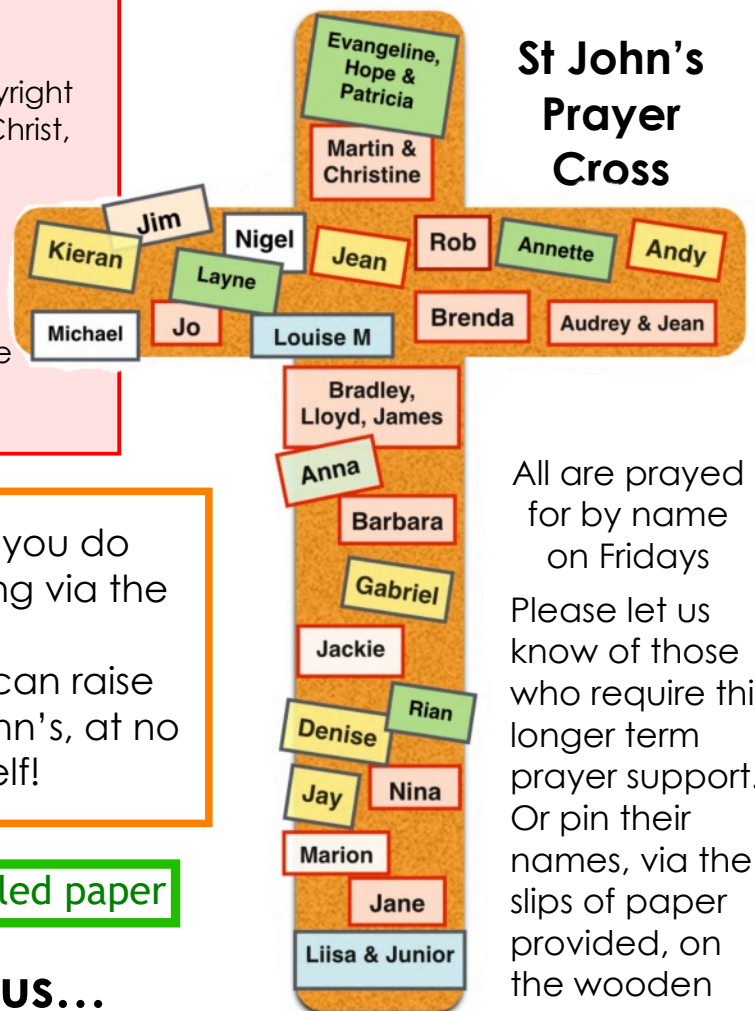 yright
Christ,
e
you do
ng via the
can raise
hn's, at no
elf!
led paper
us...
St John's
Prayer
Cross
Evangeline,
Hope &
Patricia
Martin &
Christine
Jim
Kieran
Nigel
Layne
Jean
Rob
Annette
Andy
Michael
Jo
Louise M
Brenda
Audrey & Jean
Bradley,
Lloyd, James
Anna
Barbara
Gabriel
Jackie
Rian
Denise
Jay
Nina
Marion
Jane
Liisa & Junior
All are prayed
for by name
on Fridays
Please let us
know of those
who require thi
longer term
prayer support.
Or pin their
names, via the
slips of paper
provided, on
the wooden